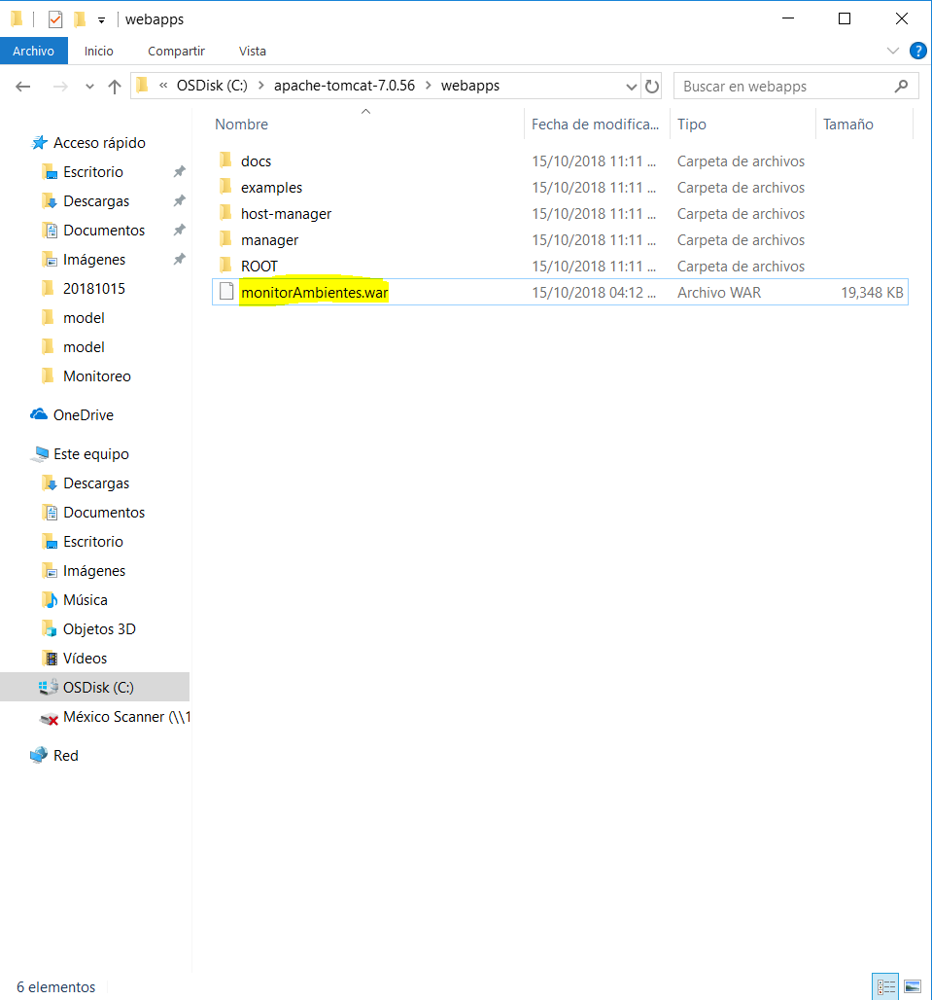 webapps
Archivo Inicio Compartir Vista
« OSDisk (C:) > apache-tomcat-7.0.56 > webapps
Buscar en webapps
Nombre Fecha de modifica... Tipo Tamaño
docs 15/10/2018 11:11 ... Carpeta de archivos
examples 15/10/2018 11:11 ... Carpeta de archivos
host-manager 15/10/2018 11:11 ... Carpeta de archivos
manager 15/10/2018 11:11 ... Carpeta de archivos
ROOT 15/10/2018 11:11 ... Carpeta de archivos
monitorAmbientes.war 15/10/2018 04:12 ... Archivo WAR 19,348 KB
Acceso rápido
Escritorio
Descargas
Documentos
Imágenes
20181015
model
model
Monitoreo
OneDrive
Este equipo
Descargas
Documentos
Escritorio
Imágenes
Música
Objetos 3D
Vídeos
OSDisk (C:)
México Scanner (\\1
Red
6 elementos